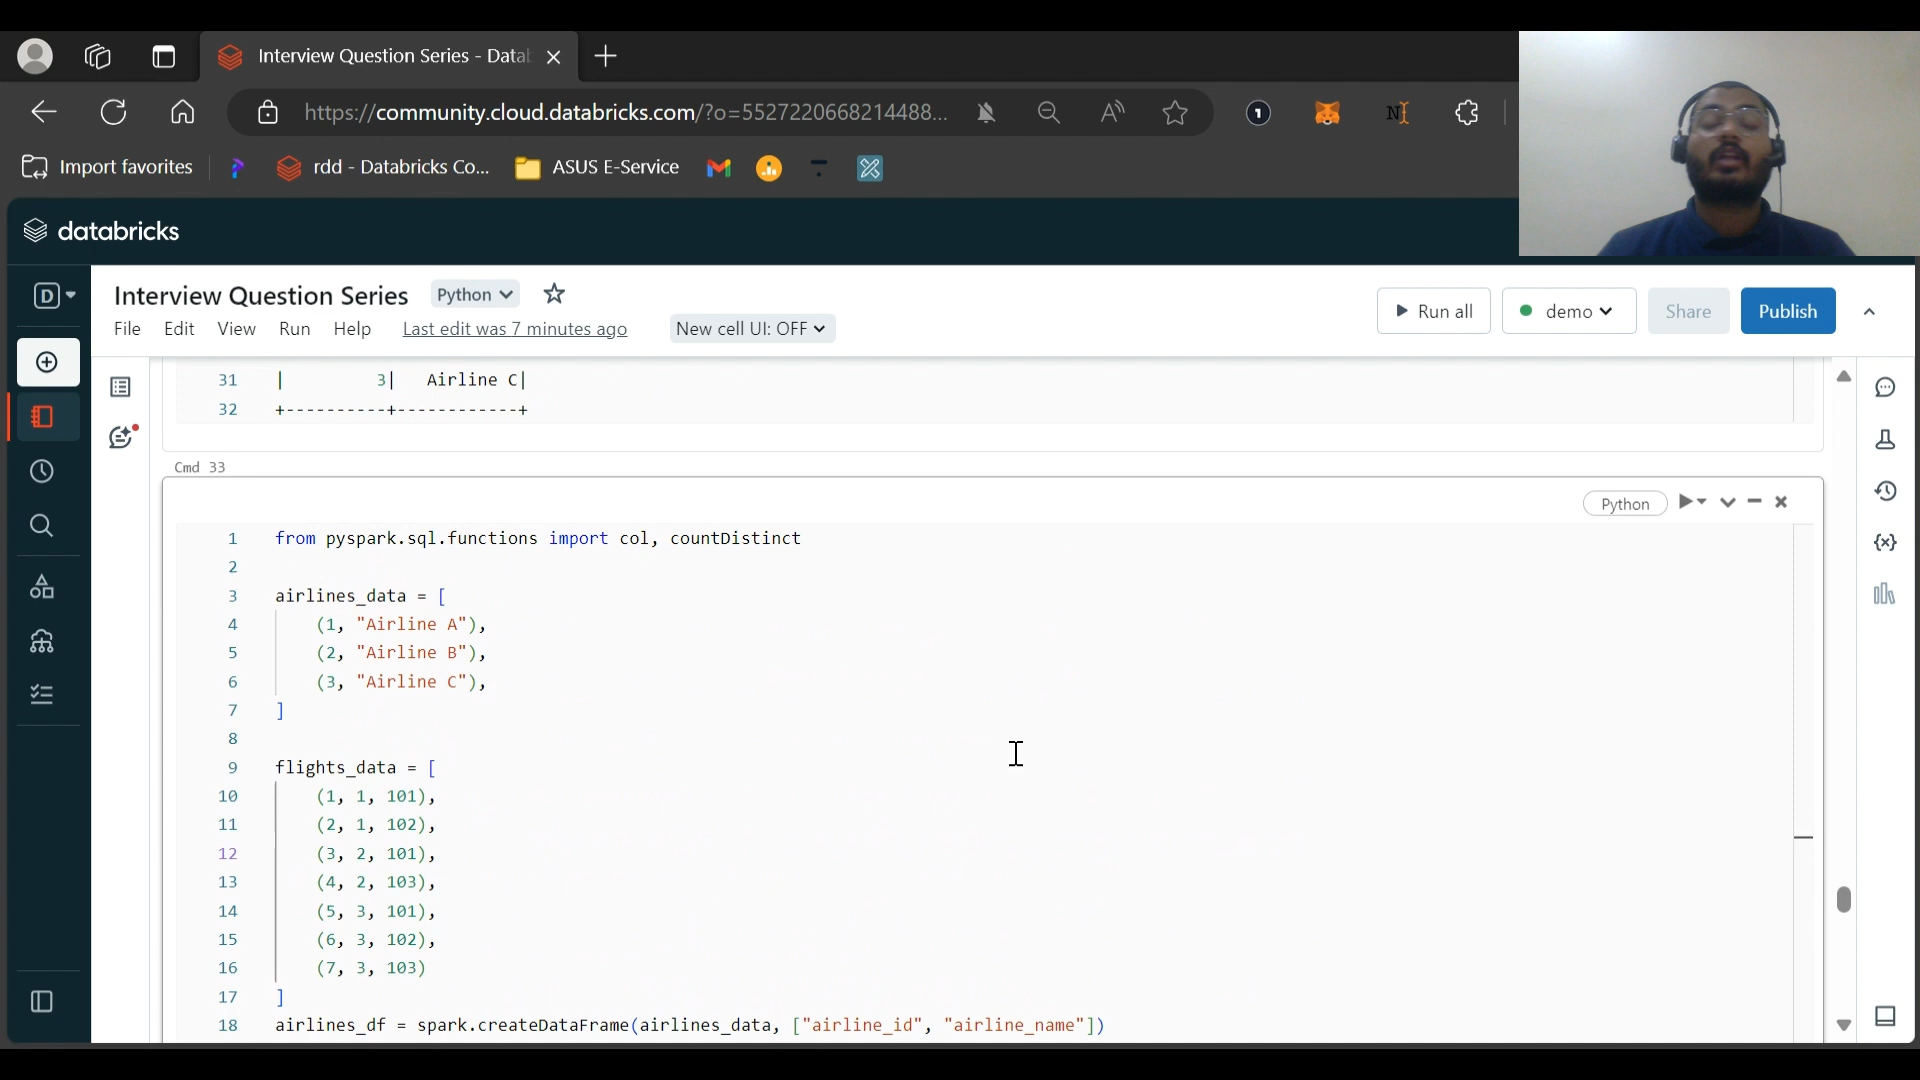 Interview Question Series - Datab
https://community.cloud.databricks.com/?o=5527220668214488...
Import favorites
rdd - Databricks Co...
ASUS E-Service
databricks
D
Interview Question Series
Python
File Edit View Run Help Last edit was 7 minutes ago New cell UI: OFF
Run all
demo
Share
Publish
31 | 3| Airline C|
32 +----------+------------+
Cmd 33
Python
1 from pyspark.sql.functions import col, countDistinct
2
3 airlines_data = [
4 (1, "Airline A"),
5 (2, "Airline B"),
6 (3, "Airline C"),
7 ]
8
9 flights_data = [
10 (1, 1, 101),
11 (2, 1, 102),
12 (3, 2, 101),
13 (4, 2, 103),
14 (5, 3, 101),
15 (6, 3, 102),
16 (7, 3, 103)
17 ]
18 airlines_df = spark.createDataFrame(airlines_data, ["airline_id", "airline_name"])